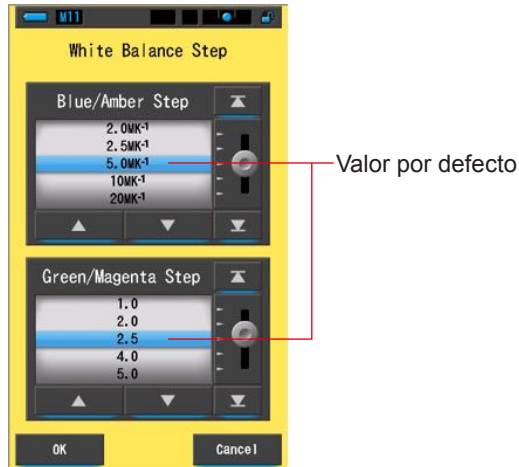 M11
White Balance Step
Blue/Amber Step
2.0MK-1
2.5MK-1
5.0MK-1
10MK-1
20MK-1
Valor por defecto
Green/Magenta Step
1.0
2.0
2.5
4.0
5.0
OK
Cancel